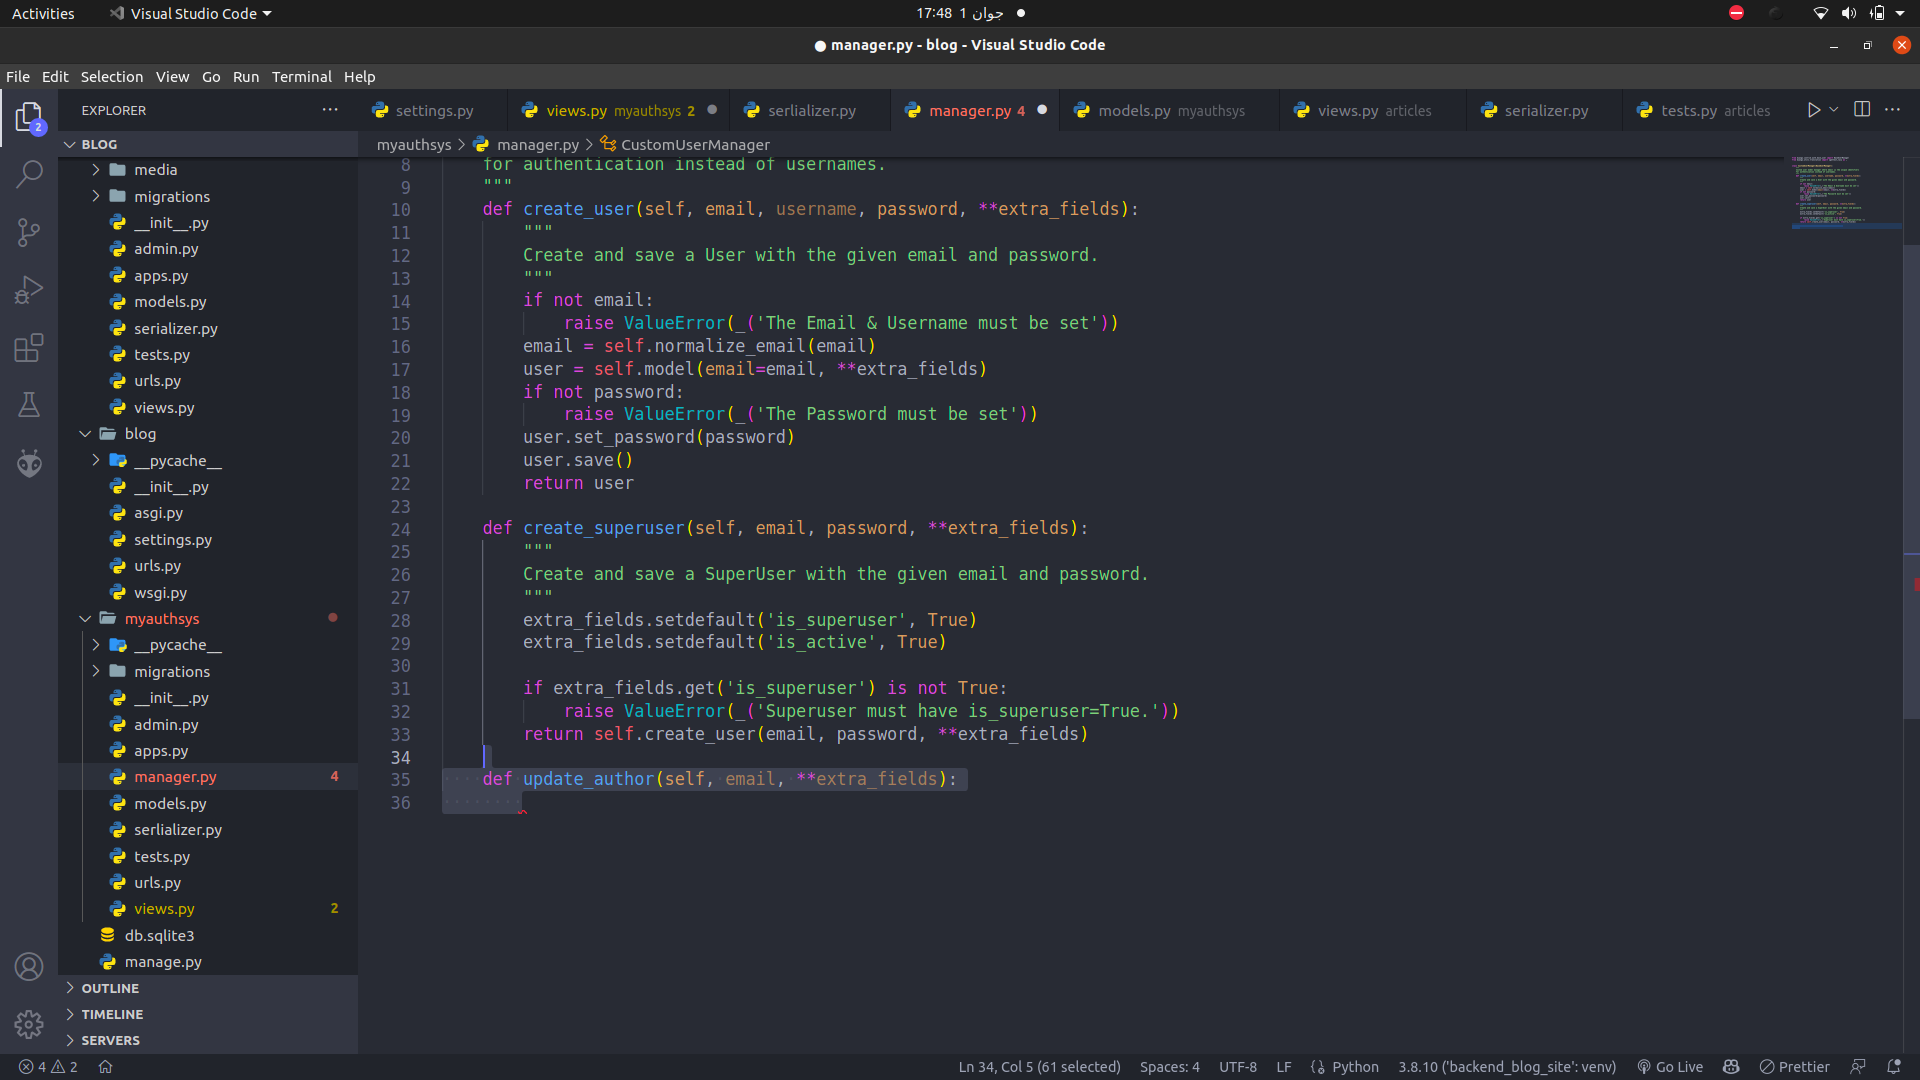 Activities
Visual Studio Code
17:48  1 جوان
● manager.py - blog - Visual Studio Code
File Edit Selection View Go Run Terminal Help
EXPLORER
settings.py
views.py myauthsys 2
serlializer.py
manager.py 4
models.py myauthsys
views.py articles
serializer.py
tests.py articles
2
BLOG
myauthsys > manager.py > CustomUserManager
media
migrations
__init__.py
admin.py
apps.py
models.py
serializer.py
tests.py
urls.py
views.py
blog
__pycache__
__init__.py
asgi.py
settings.py
urls.py
wsgi.py
myauthsys
__pycache__
migrations
__init__.py
admin.py
apps.py
manager.py 4
models.py
serlializer.py
tests.py
urls.py
views.py 2
db.sqlite3
manage.py
OUTLINE
TIMELINE
SERVERS
8 for authentication instead of usernames.
9 """
10 def create_user(self, email, username, password, **extra_fields):
11 """
12 Create and save a User with the given email and password.
13 """
14 if not email:
15 raise ValueError(_('The Email & Username must be set'))
16 email = self.normalize_email(email)
17 user = self.model(email=email, **extra_fields)
18 if not password:
19 raise ValueError(_('The Password must be set'))
20 user.set_password(password)
21 user.save()
22 return user
23
24 def create_superuser(self, email, password, **extra_fields):
25 """
26 Create and save a SuperUser with the given email and password.
27 """
28 extra_fields.setdefault('is_superuser', True)
29 extra_fields.setdefault('is_active', True)
30
31 if extra_fields.get('is_superuser') is not True:
32 raise ValueError(_('Superuser must have is_superuser=True.'))
33 return self.create_user(email, password, **extra_fields)
34
35 def update_author(self, email, **extra_fields):
36
4 2
Ln 34, Col 5 (61 selected)
Spaces: 4
UTF-8
LF
Python
3.8.10 ('backend_blog_site': venv)
Go Live
Prettier